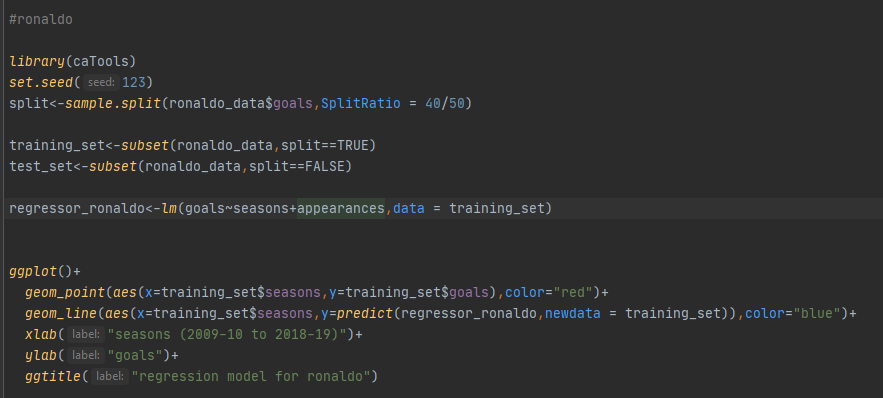 #ronaldo
library(caTools)
set.seed( seed: 123)
split<-sample.split(ronaldo_data$goals,SplitRatio = 40/50)
training_set<-subset(ronaldo_data,split==TRUE)
test_set<-subset(ronaldo_data,split==FALSE)
regressor_ronaldo<-lm(goals~seasons+appearances,data = training_set)
ggplot()+
  geom_point(aes(x=training_set$seasons,y=training_set$goals),color="red")+
  geom_line(aes(x=training_set$seasons,y=predict(regressor_ronaldo,newdata = training_set)),color="blue")+
  xlab( label: "seasons (2009-10 to 2018-19)")+
  ylab( label: "goals")+
  ggtitle( label: "regression model for ronaldo")